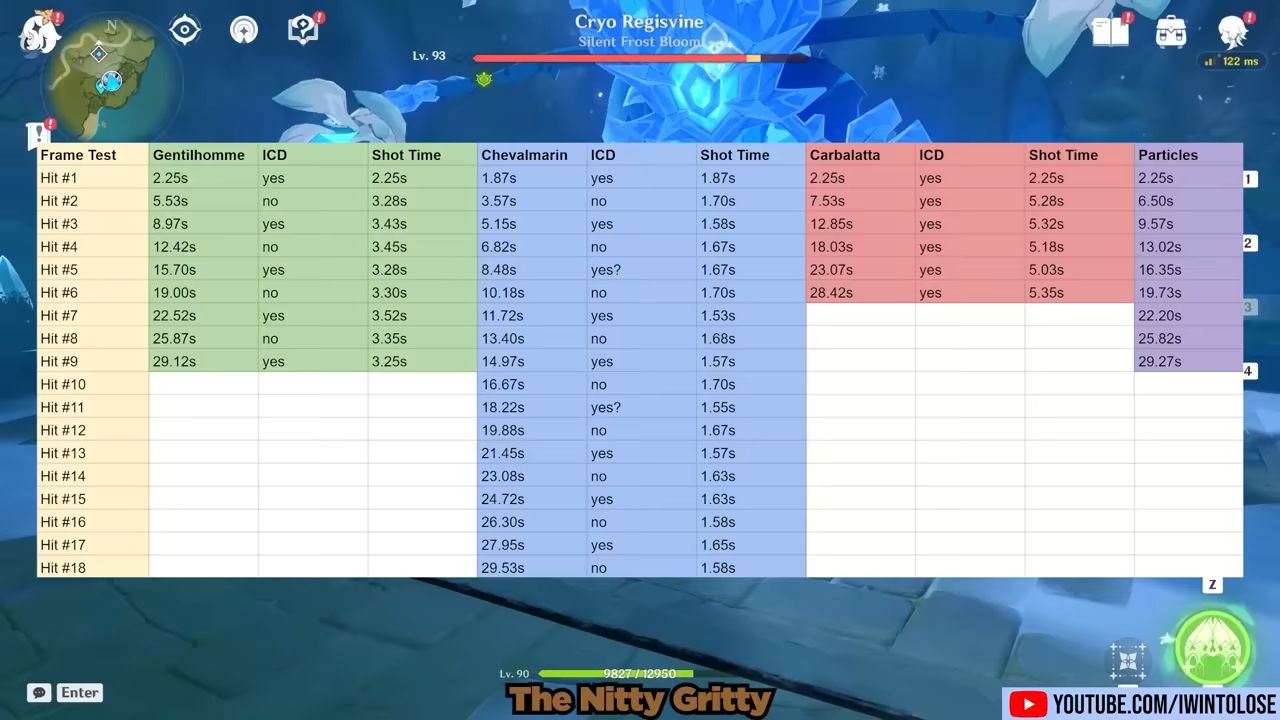 Cryo Regisvine
Silent Frost Bloom
Lv. 93
122 ms
Frame Test Gentilhomme ICD Shot Time Chevalmarin ICD Shot Time Carbalatta ICD Shot Time Particles
Hit #1 2.25s yes 2.25s 1.87s yes 1.87s 2.25s yes 2.25s 2.25s
Hit #2 5.53s no 3.28s 3.57s no 1.70s 7.53s yes 5.28s 6.50s
Hit #3 8.97s yes 3.43s 5.15s yes 1.58s 12.85s yes 5.32s 9.57s
Hit #4 12.42s no 3.45s 6.82s no 1.67s 18.03s yes 5.18s 13.02s
Hit #5 15.70s yes 3.28s 8.48s yes? 1.67s 23.07s yes 5.03s 16.35s
Hit #6 19.00s no 3.30s 10.18s no 1.70s 28.42s yes 5.35s 19.73s
Hit #7 22.52s yes 3.52s 11.72s yes 1.53s 22.20s
Hit #8 25.87s no 3.35s 13.40s no 1.68s 25.82s
Hit #9 29.12s yes 3.25s 14.97s yes 1.57s 29.27s
Hit #10 16.67s no 1.70s
Hit #11 18.22s yes? 1.55s
Hit #12 19.88s no 1.67s
Hit #13 21.45s yes 1.57s
Hit #14 23.08s no 1.63s
Hit #15 24.72s yes 1.63s
Hit #16 26.30s no 1.58s
Hit #17 27.95s yes 1.65s
Hit #18 29.53s no 1.58s
1
2
3
4
Z
Lv. 90 9827 / 12950
Enter
The Nitty Gritty
YOUTUBE.COM/IWINTOLOSE
N